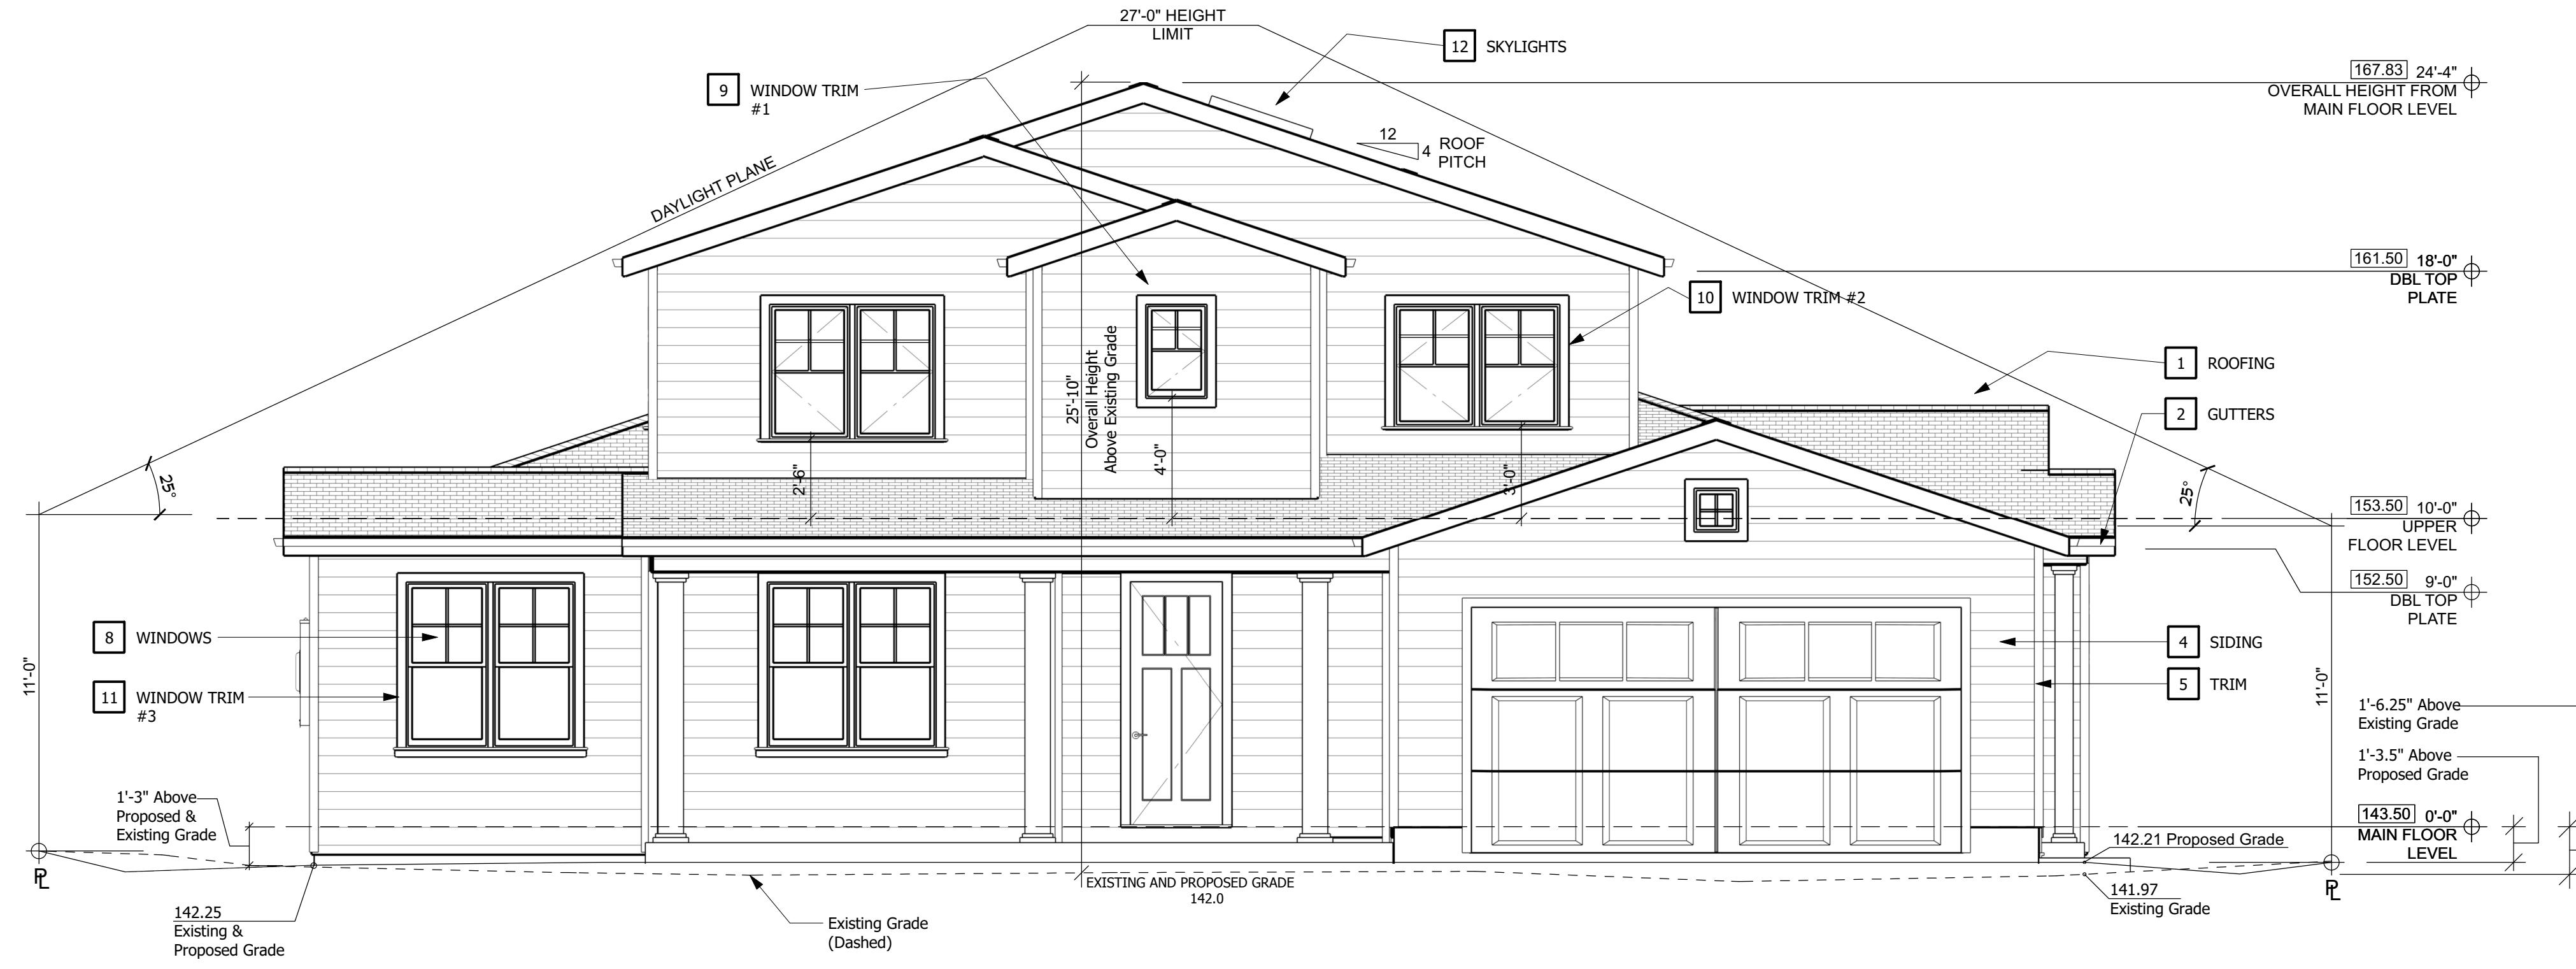 27'-0" HEIGHT
LIMIT
12 SKYLIGHTS
9 WINDOW TRIM
#1
167.83 24'-4"
OVERALL HEIGHT FROM
MAIN FLOOR LEVEL
12
4
ROOF
PITCH
DAYLIGHT PLANE
161.50 18'-0"
DBL TOP
PLATE
10 WINDOW TRIM #2
1 ROOFING
2 GUTTERS
25'-10"
Overall Height
Above Existing Grade
2'-6"
4'-0"
3'-0"
25°
25°
153.50 10'-0"
UPPER
FLOOR LEVEL
152.50 9'-0"
DBL TOP
PLATE
8 WINDOWS
4 SIDING
11'-0"
11 WINDOW TRIM
#3
5 TRIM
11'-0"
1'-6.25" Above
Existing Grade
1'-3.5" Above
Proposed Grade
1'-3" Above
Proposed &
Existing Grade
143.50 0'-0"
MAIN FLOOR
LEVEL
142.21 Proposed Grade
PL
PL
EXISTING AND PROPOSED GRADE
142.0
141.97
Existing Grade
142.25
Existing &
Proposed Grade
Existing Grade
(Dashed)